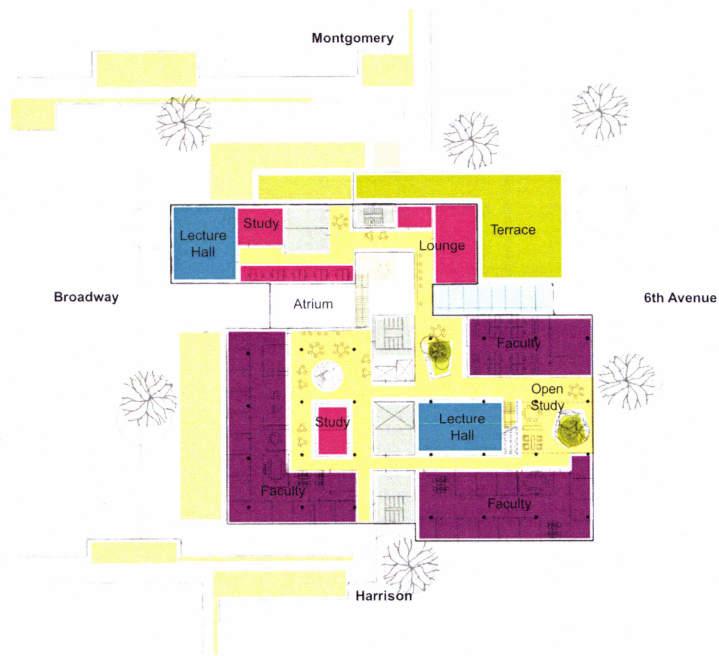 Montgomery
Study
Lecture
Hall
Lounge
Terrace
Broadway
Atrium
6th Avenue
Faculty
Open
Study
Study
Lecture
Hall
Faculty
Faculty
Harrison